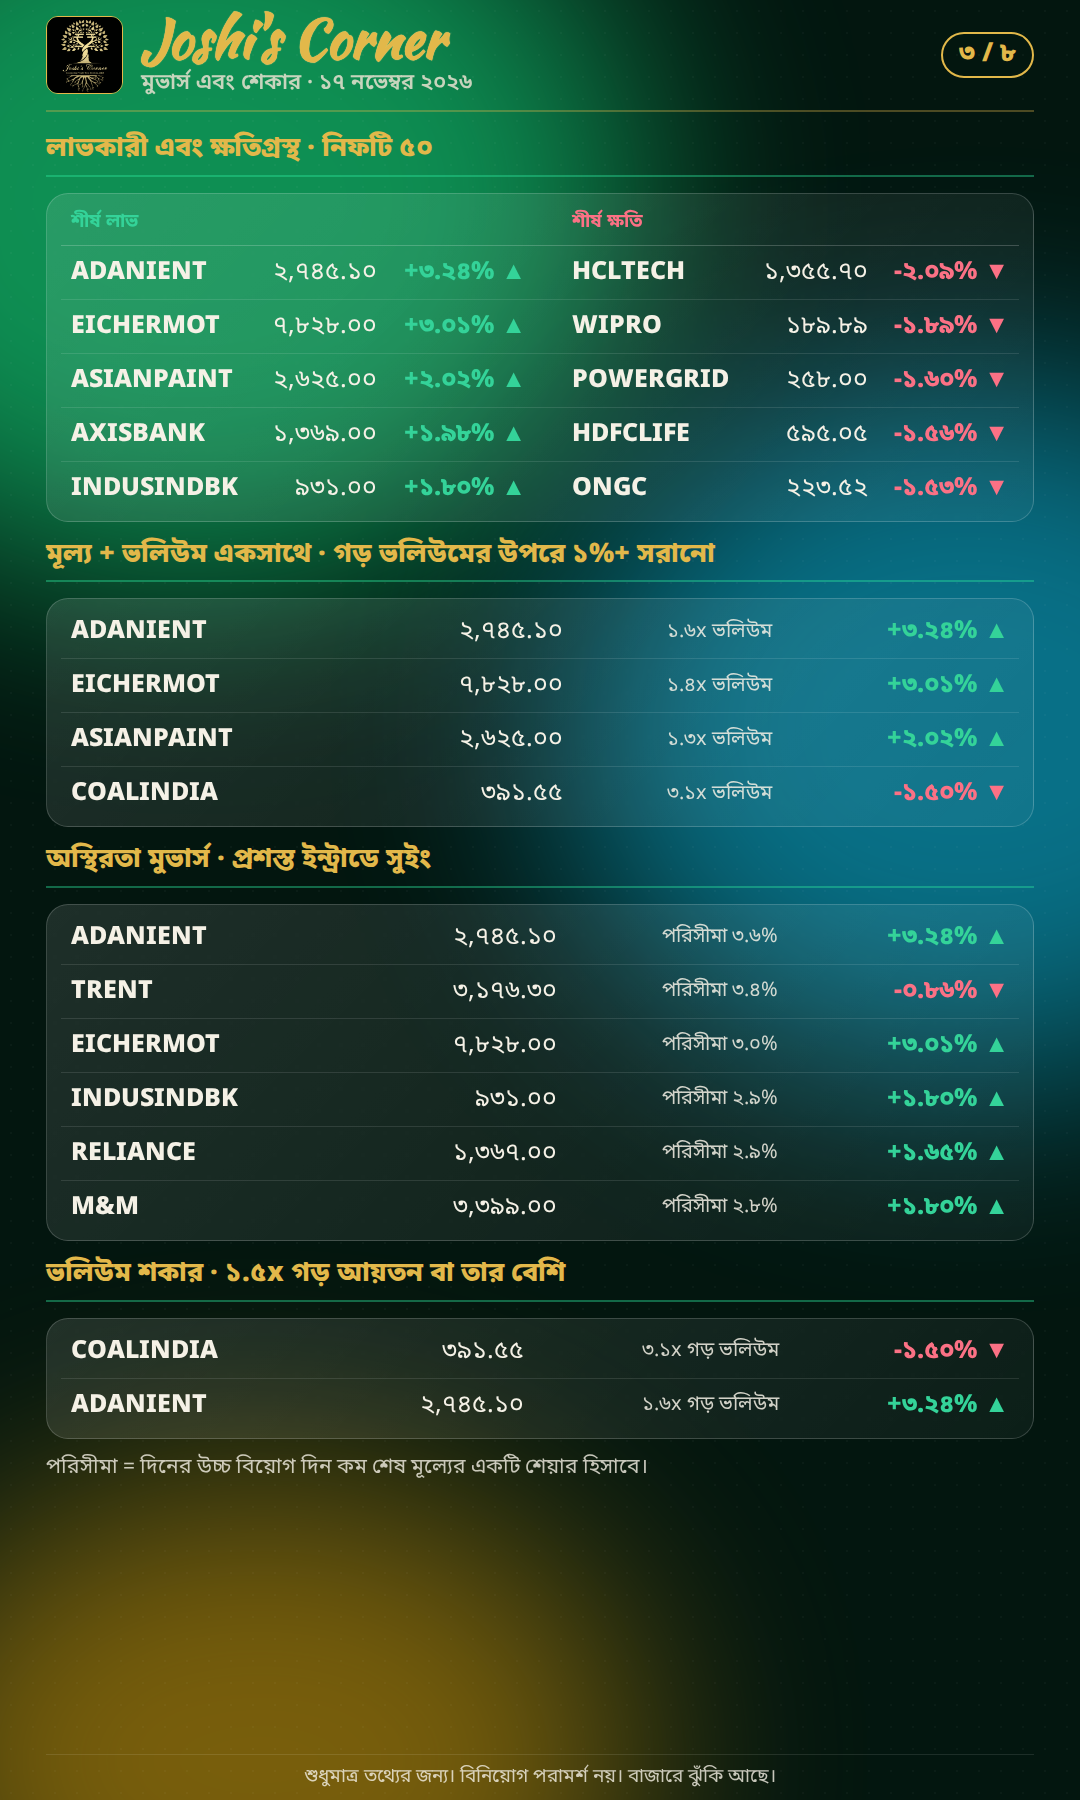 Joshi's Corner
Joshi's Corner
মুভার্স এবং শেকার · ১৭ নভেম্বর ২০২৬
৩ / ৮
লাভকারী এবং ক্ষতিগ্রস্থ · নিফটি ৫০
শীর্ষ লাভ শীর্ষ ক্ষতি
ADANIENT ২,৭৪৫.১০ +৩.২৪% ▲ HCLTECH ১,৩৫৫.৭০ -২.০৯% ▼
EICHERMOT ৭,৮২৮.০০ +৩.০১% ▲ WIPRO ১৮৯.৮৯ -১.৮৯% ▼
ASIANPAINT ২,৬২৫.০০ +২.০২% ▲ POWERGRID ২৫৮.০০ -১.৬০% ▼
AXISBANK ১,৩৬৯.০০ +১.৯৮% ▲ HDFCLIFE ৫৯৫.০৫ -১.৫৬% ▼
INDUSINDBK ৯৩১.০০ +১.৮০% ▲ ONGC ২২৩.৫২ -১.৫৩% ▼
মূল্য + ভলিউম একসাথে · গড় ভলিউমের উপরে ১%+ সরানো
ADANIENT ২,৭৪৫.১০ ১.৬x ভলিউম +৩.২৪% ▲
EICHERMOT ৭,৮২৮.০০ ১.৪x ভলিউম +৩.০১% ▲
ASIANPAINT ২,৬২৫.০০ ১.৩x ভলিউম +২.০২% ▲
COALINDIA ৩৯১.৫৫ ৩.১x ভলিউম -১.৫০% ▼
অস্থিরতা মুভার্স · প্রশস্ত ইন্ট্রাডে সুইং
ADANIENT ২,৭৪৫.১০ পরিসীমা ৩.৬% +৩.২৪% ▲
TRENT ৩,১৭৬.৩০ পরিসীমা ৩.৪% -০.৮৬% ▼
EICHERMOT ৭,৮২৮.০০ পরিসীমা ৩.০% +৩.০১% ▲
INDUSINDBK ৯৩১.০০ পরিসীমা ২.৯% +১.৮০% ▲
RELIANCE ১,৩৬৭.০০ পরিসীমা ২.৯% +১.৬৫% ▲
M&M ৩,৩৯৯.০০ পরিসীমা ২.৮% +১.৮০% ▲
ভলিউম শকার · ১.৫x গড় আয়তন বা তার বেশি
COALINDIA ৩৯১.৫৫ ৩.১x গড় ভলিউম -১.৫০% ▼
ADANIENT ২,৭৪৫.১০ ১.৬x গড় ভলিউম +৩.২৪% ▲
পরিসীমা = দিনের উচ্চ বিয়োগ দিন কম শেষ মূল্যের একটি শেয়ার হিসাবে।
শুধুমাত্র তথ্যের জন্য। বিনিয়োগ পরামর্শ নয়। বাজারে ঝুঁকি আছে।